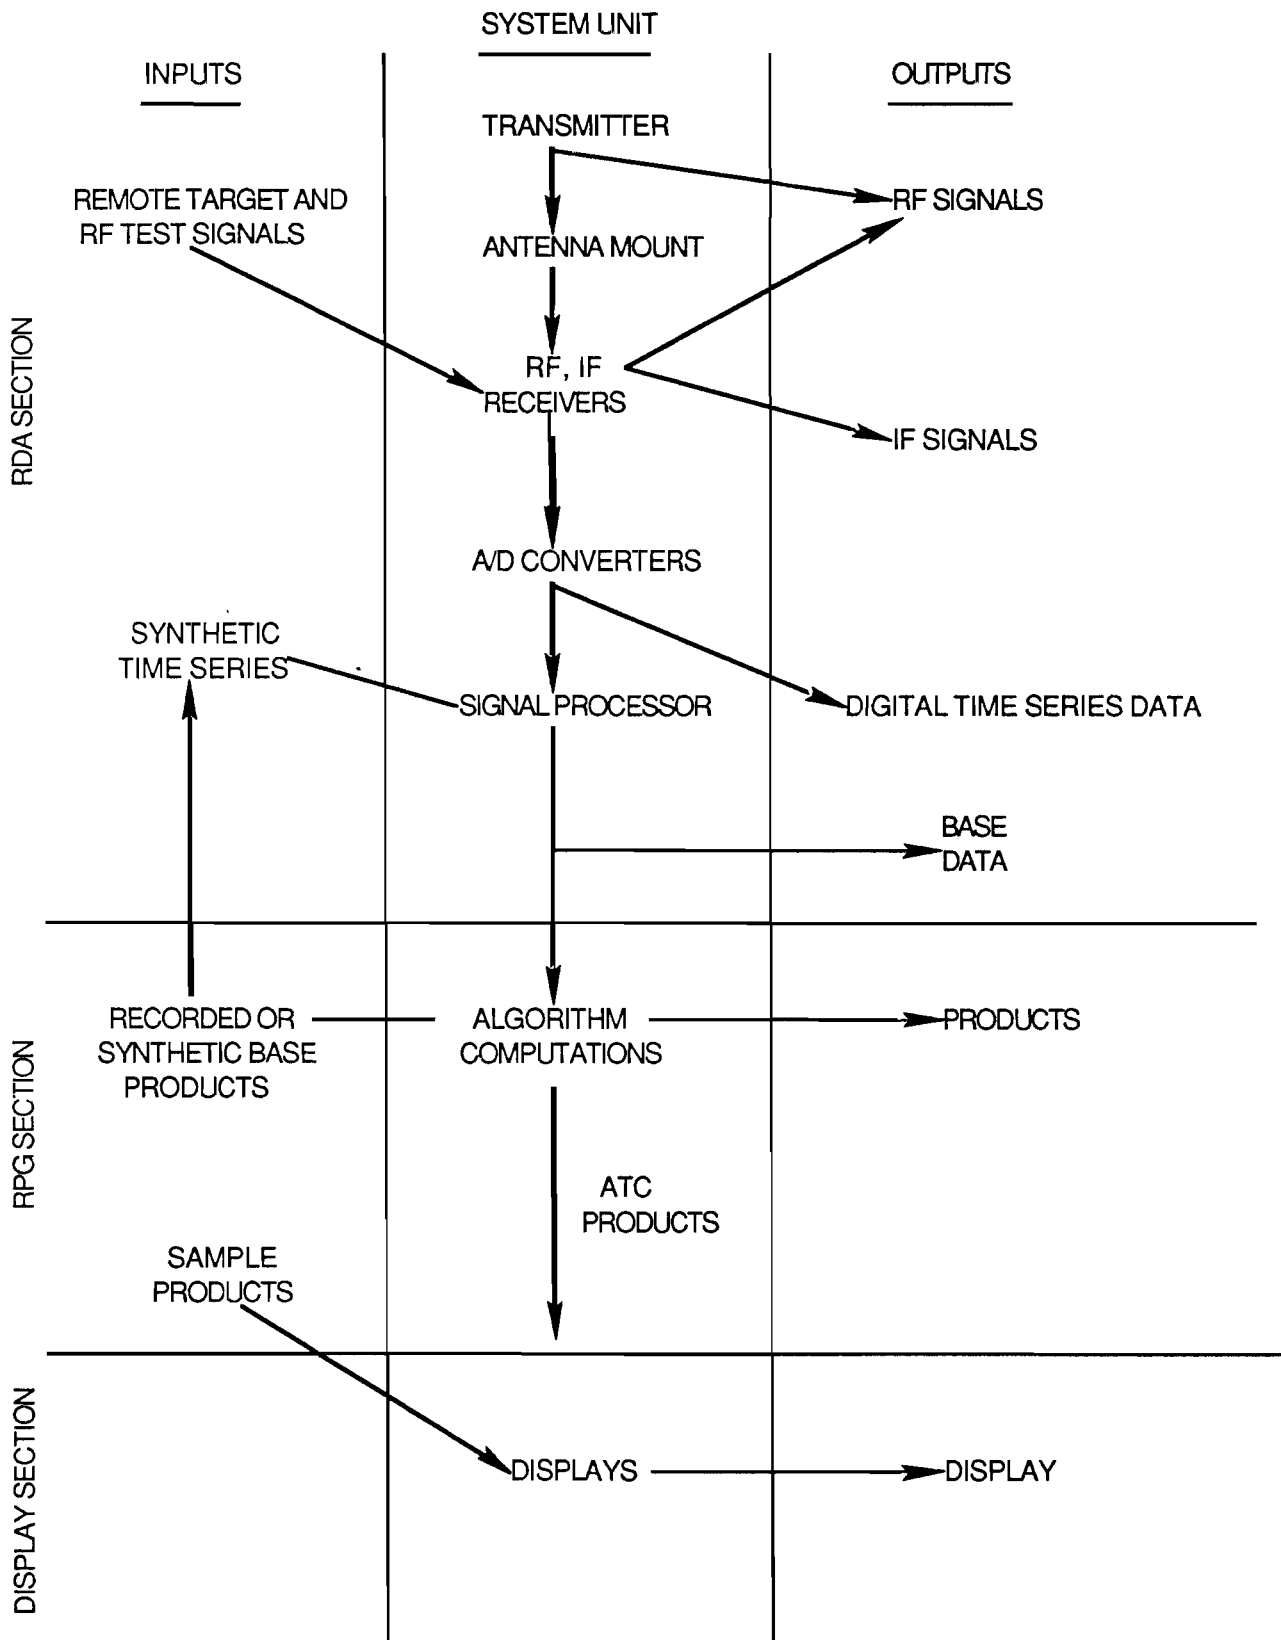 SYSTEM UNIT
INPUTS
OUTPUTS
TRANSMITTER
REMOTE TARGET AND
RF TEST SIGNALS
RF SIGNALS
ANTENNA MOUNT
RDA SECTION
RF, IF
RECEIVERS
IF SIGNALS
A/D CONVERTERS
SYNTHETIC
TIME SERIES
SIGNAL PROCESSOR
DIGITAL TIME SERIES DATA
BASE
DATA
RPG SECTION
RECORDED OR
SYNTHETIC BASE
PRODUCTS
ALGORITHM
COMPUTATIONS
PRODUCTS
ATC
PRODUCTS
SAMPLE
PRODUCTS
DISPLAY SECTION
DISPLAYS
DISPLAY